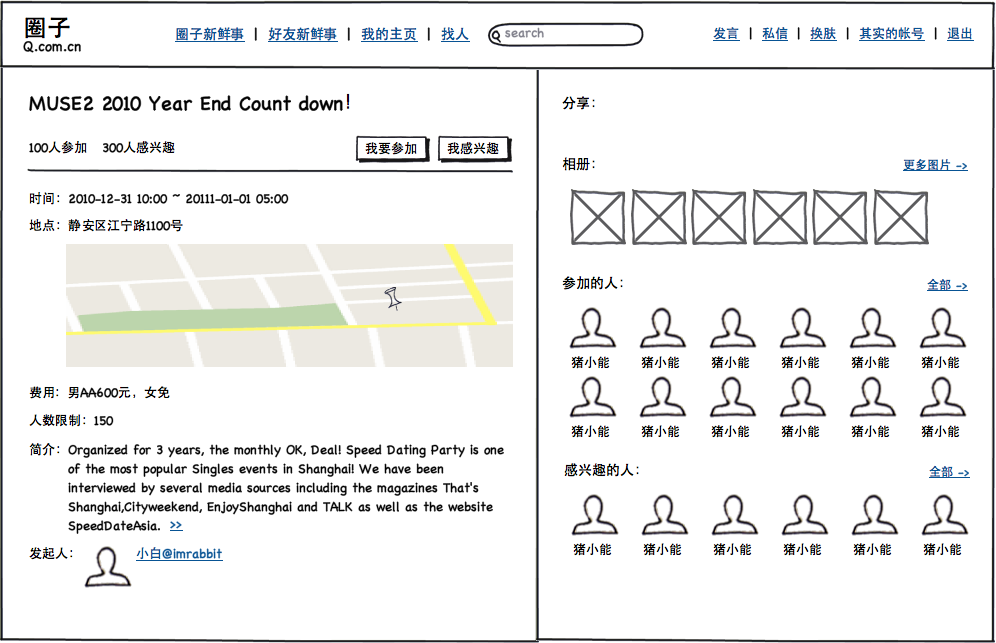 圈子
Q.com.cn
圈子新鲜事 | 好友新鲜事 | 我的主页 | 找人
search
发言 | 私信 | 换肤 | 其实的帐号 | 退出
MUSE2 2010 Year End Count down!
100人参加 300人感兴趣
我要参加
我感兴趣
时间: 2010-12-31 10:00 ~ 20111-01-01 05:00
地点: 静安区江宁路1100号
费用: 男AA600元，女免
人数限制: 150
简介: Organized for 3 years, the monthly OK, Deal! Speed Dating Party is one
of the most popular Singles events in Shanghai! We have been
interviewed by several media sources including the magazines That's
Shanghai,Cityweekend, EnjoyShanghai and TALK as well as the website
SpeedDateAsia. >>
发起人: 小白@imrabbit
分享:
相册: 更多图片 ->
参加的人: 全部 ->
猪小能 猪小能 猪小能 猪小能 猪小能 猪小能
猪小能 猪小能 猪小能 猪小能 猪小能 猪小能
感兴趣的人: 全部 ->
猪小能 猪小能 猪小能 猪小能 猪小能 猪小能